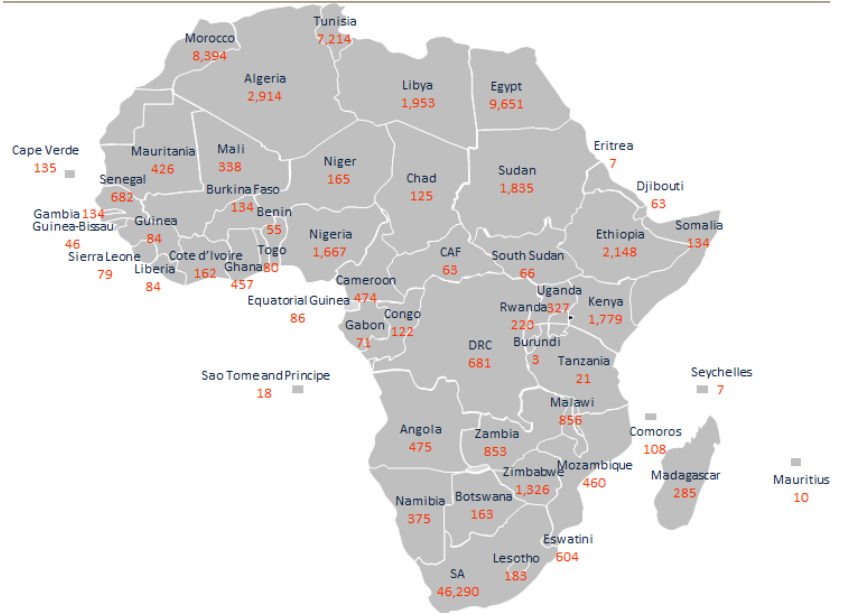 Tunisia
7,214
Morocco
8,394
Algeria
2,914
Libya
1,953
Egypt
9,651
Cape Verde
135
Mauritania
426
Mali
338
Niger
165
Chad
125
Sudan
1,835
Eritrea
7
Djibouti
63
Senegal
682
Gambia 134
Guinea-Bissau
46
Guinea
84
Burkina Faso
134
Benin
55
Nigeria
1,667
Ethiopia
2,148
Somalia
134
Sierra Leone
79
Liberia
84
Cote d'Ivoire
162
Ghana
457
Togo
80
CAF
63
South Sudan
66
Cameroon
474
Equatorial Guinea
86
Gabon
71
Congo
122
Uganda
327
Rwanda
220
Kenya
1,779
DRC
681
Burundi
3
Tanzania
21
Sao Tome and Principe
18
Seychelles
7
Malawi
856
Comoros
108
Angola
475
Zambia
853
Zimbabwe
1,326
Mozambique
460
Madagascar
285
Mauritius
10
Namibia
375
Botswana
163
Eswatini
604
Lesotho
183
SA
46,290